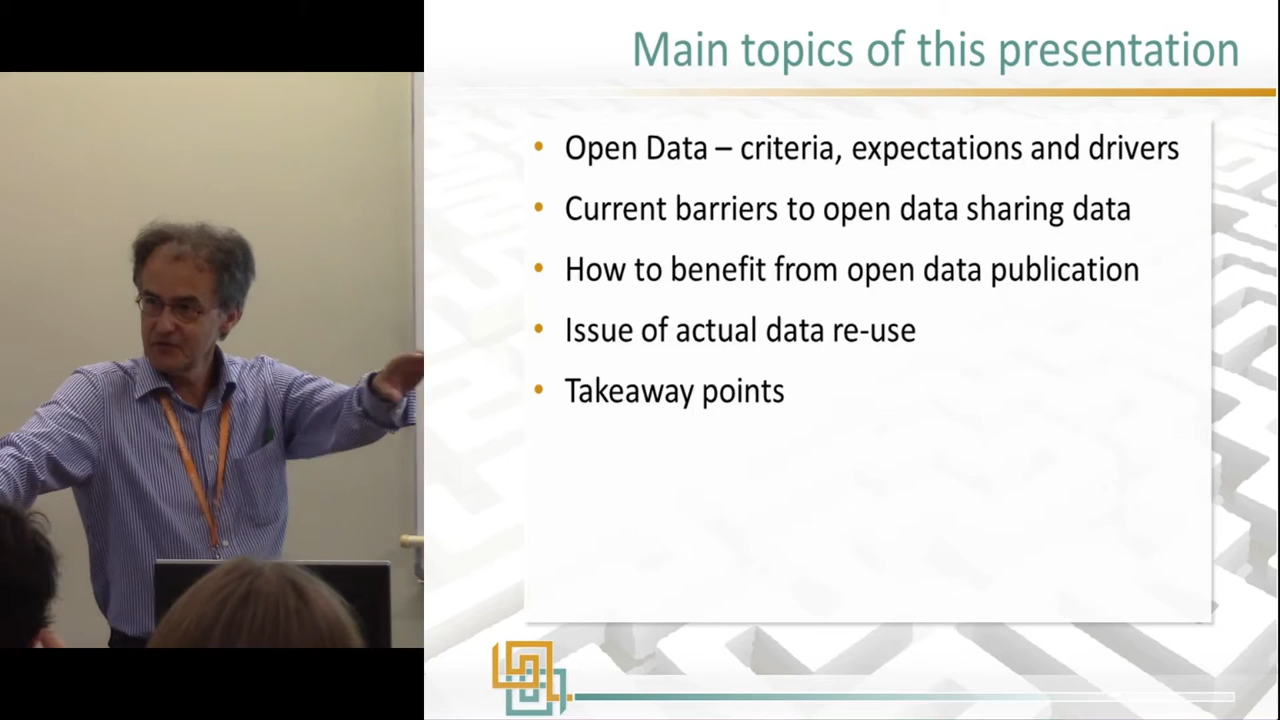 Main topics of this presentation
• Open Data – criteria, expectations and drivers
• Current barriers to open data sharing data
• How to benefit from open data publication
• Issue of actual data re-use
• Takeaway points